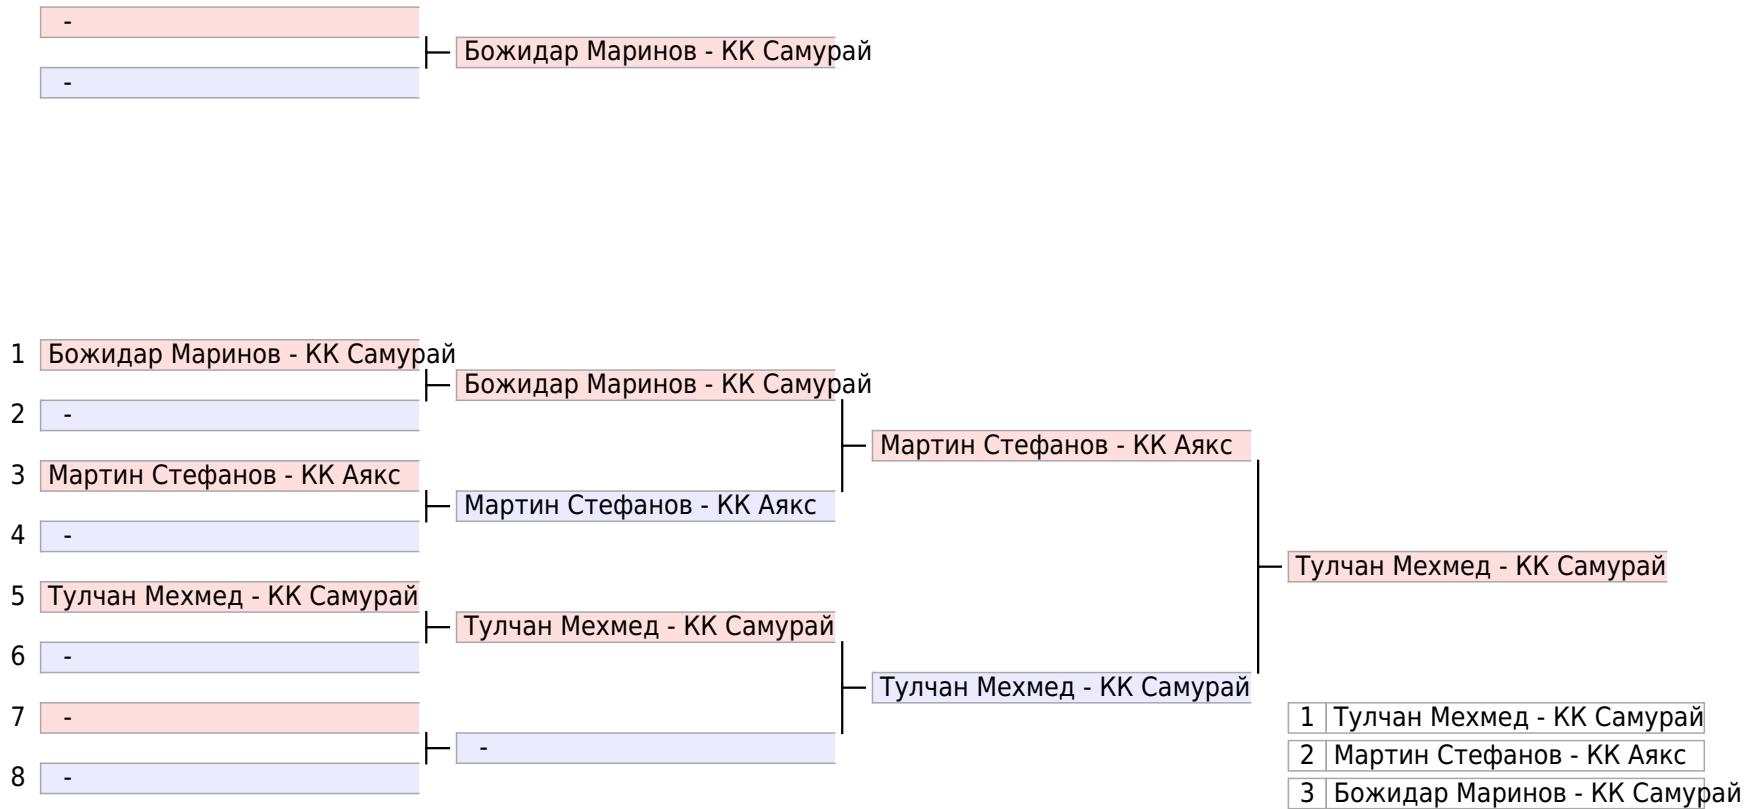 -
Божидар Маринов - КК Самурай
-
1 Божидар Маринов - КК Самурай
Божидар Маринов - КК Самурай
2 -
Мартин Стефанов - КК Аякс
3 Мартин Стефанов - КК Аякс
Мартин Стефанов - КК Аякс
4 -
Тулчан Мехмед - КК Самурай
5 Тулчан Мехмед - КК Самурай
Тулчан Мехмед - КК Самурай
6 -
Тулчан Мехмед - КК Самурай
7 -
1 Тулчан Мехмед - КК Самурай
-
2 Мартин Стефанов - КК Аякс
8 -
3 Божидар Маринов - КК Самурай